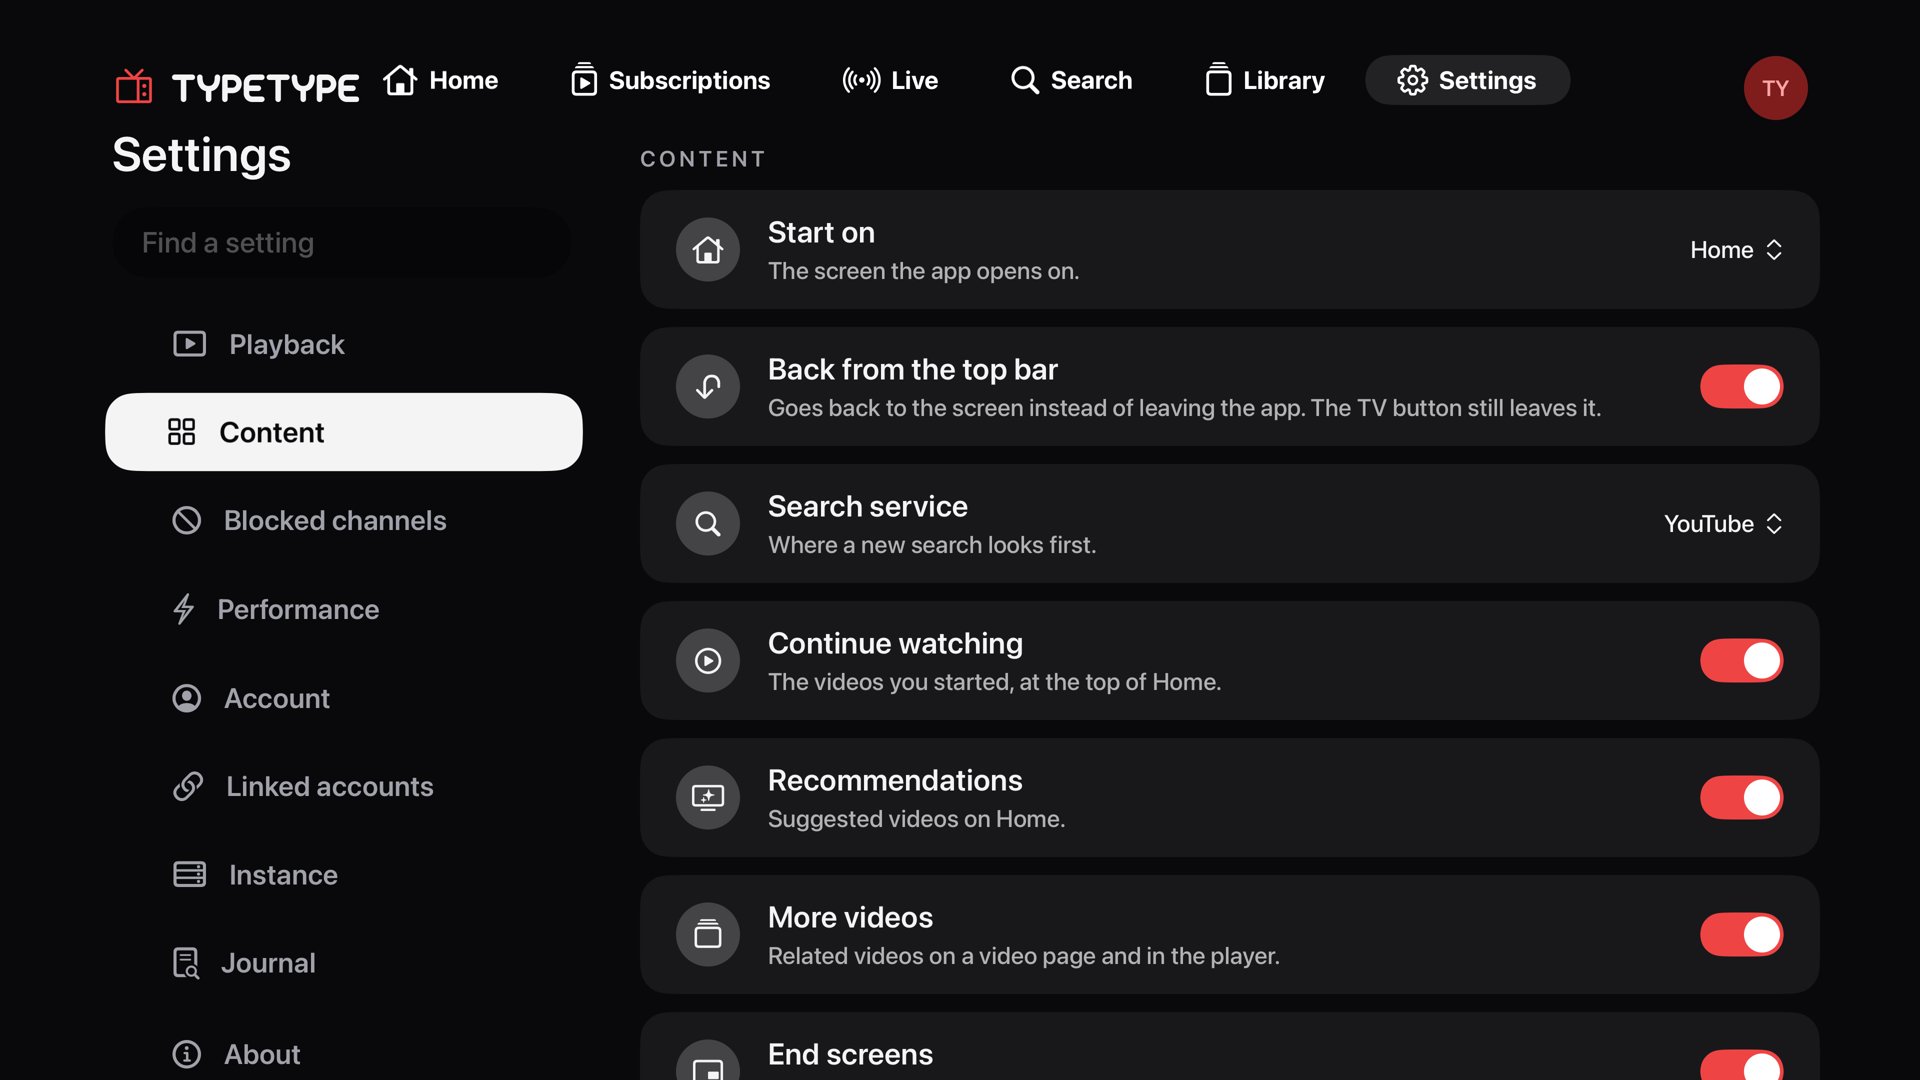 TYPETYPE
Home
Subscriptions
Live
Search
Library
Settings
TY
Settings
Find a setting
Playback
Content
Blocked channels
Performance
Account
Linked accounts
Instance
Journal
About
CONTENT
Start on
The screen the app opens on.
Home
Back from the top bar
Goes back to the screen instead of leaving the app. The TV button still leaves it.
Search service
Where a new search looks first.
YouTube
Continue watching
The videos you started, at the top of Home.
Recommendations
Suggested videos on Home.
More videos
Related videos on a video page and in the player.
End screens